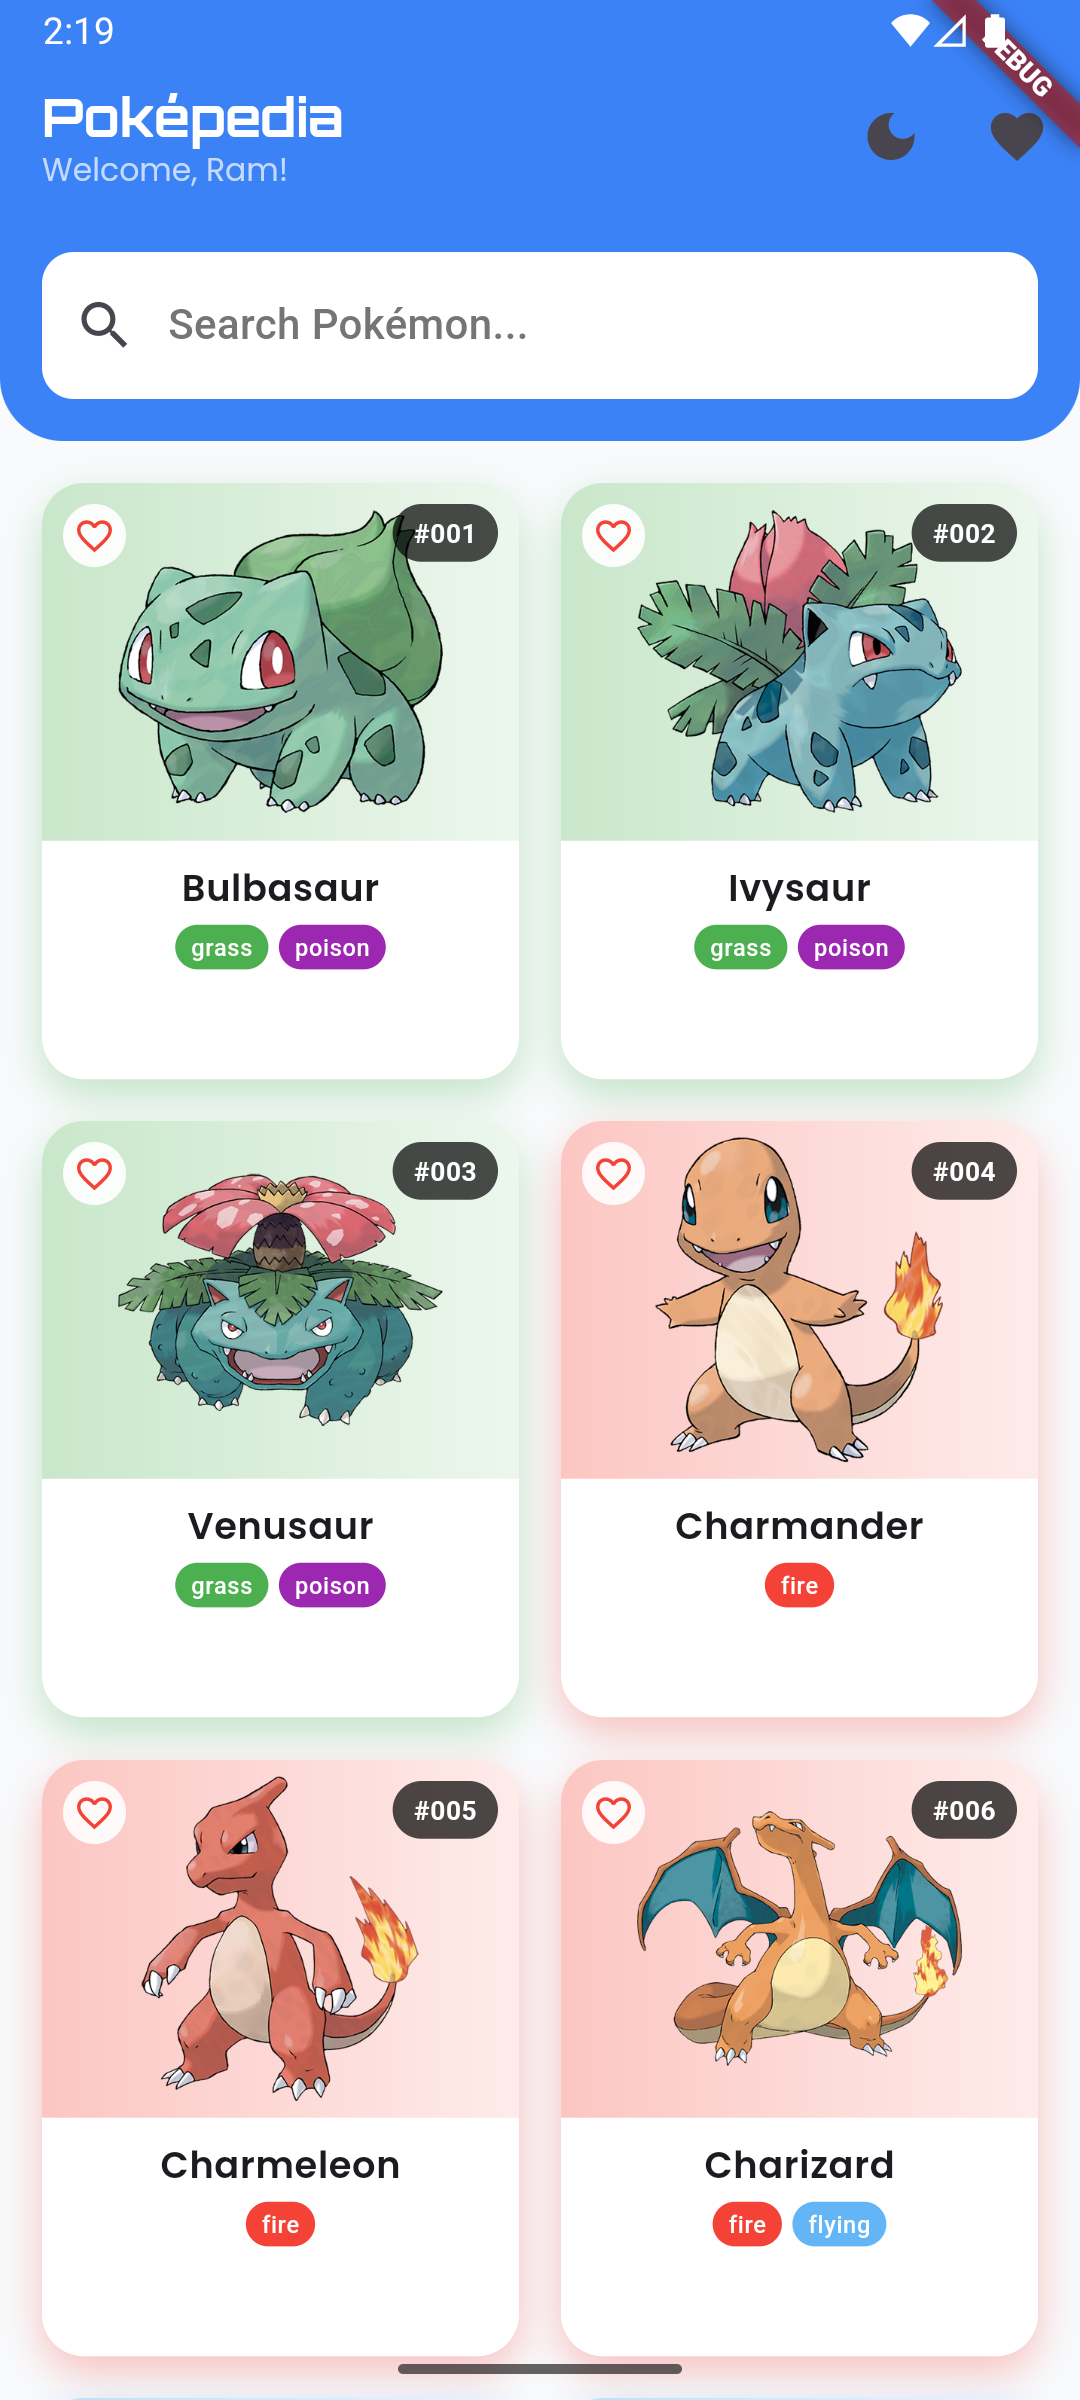 2:19
DEBUG
Poképedia
Welcome, Ram!
Search Pokémon...
#001
#002
Bulbasaur
Ivysaur
grass poison
grass poison
#003
#004
Venusaur
Charmander
grass poison
fire
#005
#006
Charmeleon
Charizard
fire
fire flying